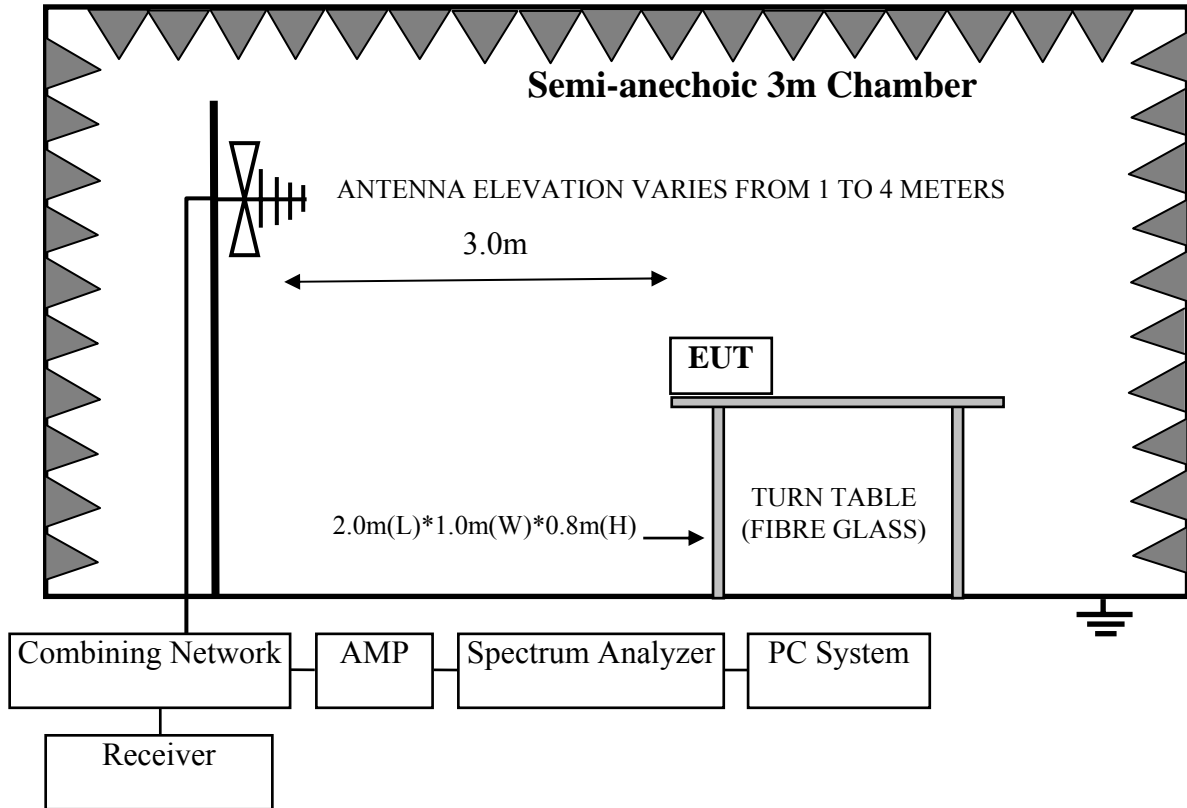 Semi-anechoic 3m Chamber
ANTENNA ELEVATION VARIES FROM 1 TO 4 METERS
3.0m
EUT
2.0m(L)*1.0m(W)*0.8m(H)
TURN TABLE
(FIBRE GLASS)
Combining Network
AMP
Spectrum Analyzer
PC System
Receiver